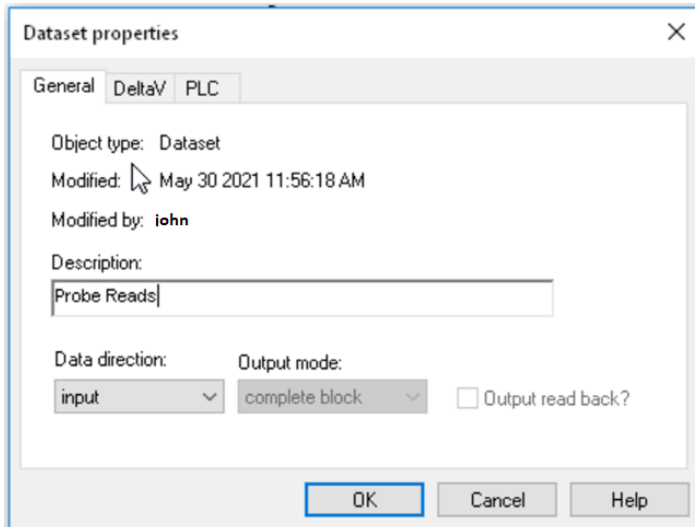 Dataset properties
General DeltaV PLC
Object type: Dataset
Modified: May 30 2021 11:56:18 AM
Modified by: john
Description:
Probe Reads
Data direction: Output mode:
input complete block Output read back?
OK Cancel Help